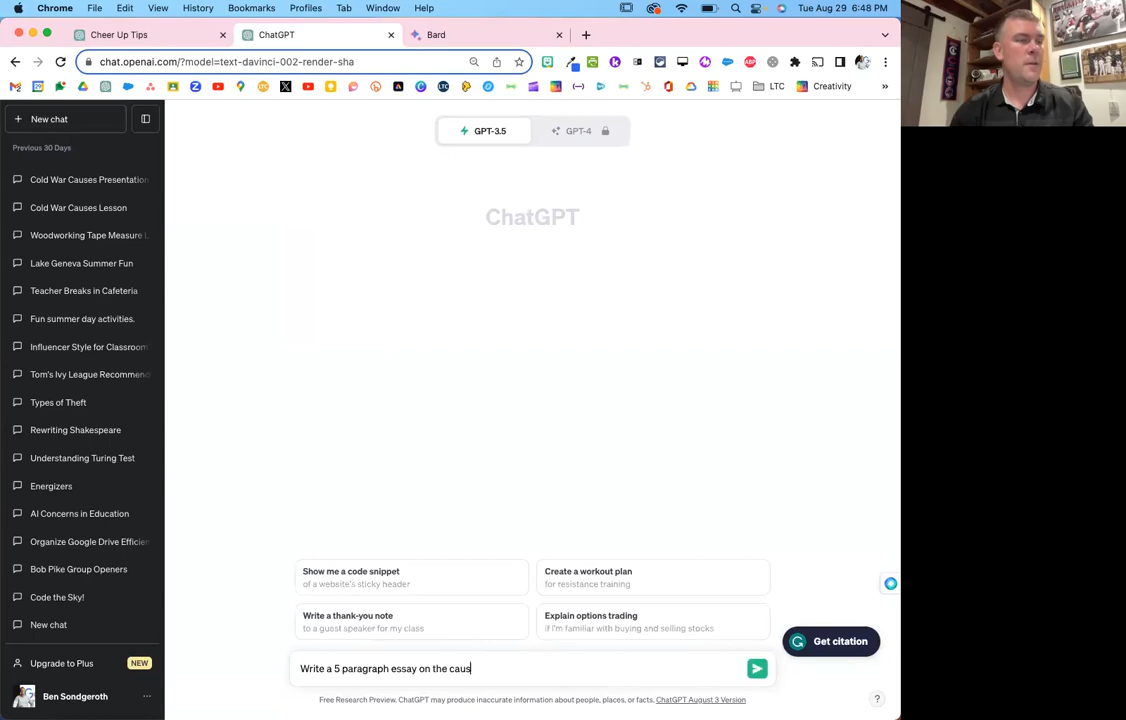 Chrome File Edit View History Bookmarks Profiles Tab Window Help Tue Aug 29 6:48 PM
Cheer Up Tips ChatGPT Bard
chat.openai.com/?model=text-davinci-002-render-sha
LTC Creativity »
New chat
GPT-3.5 GPT-4
Previous 30 Days
Cold War Causes Presentation
Cold War Causes Lesson
ChatGPT
Woodworking Tape Measure I
Lake Geneva Summer Fun
Teacher Breaks in Cafeteria
Fun summer day activities.
Influencer Style for Classroom
Tom's Ivy League Recommend
Types of Theft
Rewriting Shakespeare
Understanding Turing Test
Energizers
AI Concerns in Education
Organize Google Drive Efficien
Bob Pike Group Openers
Code the Sky!
New chat
Show me a code snippet
of a website's sticky header
Create a workout plan
for resistance training
Write a thank-you note
to a guest speaker for my class
Explain options trading
if I'm familiar with buying and selling stocks
Get citation
Upgrade to Plus NEW
Write a 5 paragraph essay on the caus
Ben Sondgeroth ...
Free Research Preview. ChatGPT may produce inaccurate information about people, places, or facts. ChatGPT August 3 Version
?